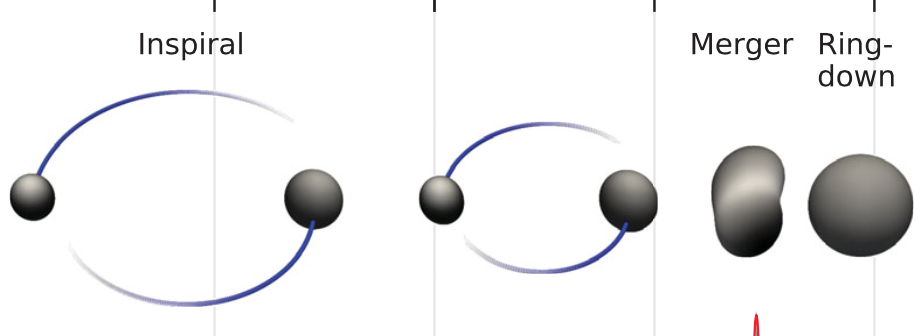 Inspiral
Merger
Ring-
down